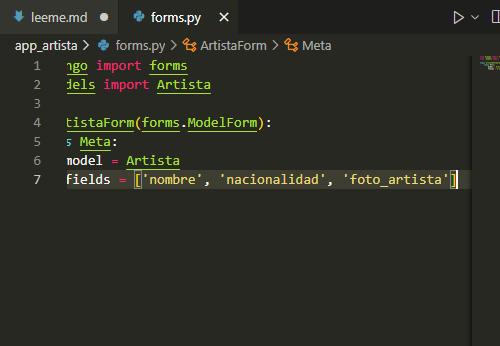 leeme.md
forms.py
app_artista > forms.py > ArtistaForm > Meta
1 ngo import forms
2 dels import Artista
3
4 tistaForm(forms.ModelForm):
5 s Meta:
6 model = Artista
7 fields = ['nombre', 'nacionalidad', 'foto_artista']